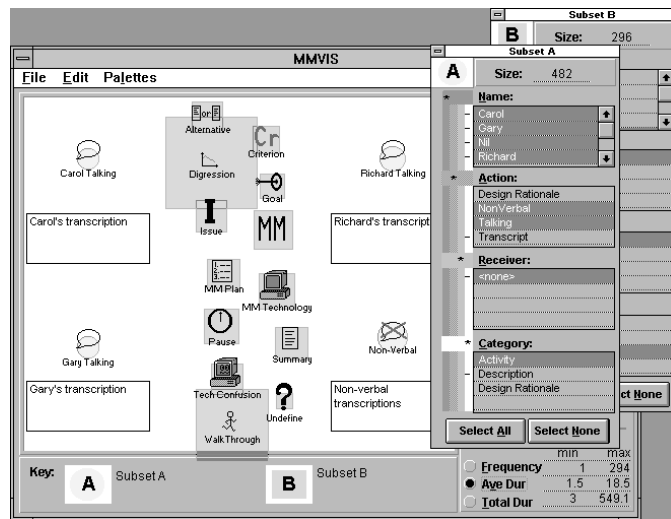 Subset B
B
Size: 296
MMVIS
File Edit Palettes
Subset A
A
Size: 482
Name:
Carol
Gary
Nil
Richard
Action:
Design Rationale
NonVerbal
Talking
Transcript
Receiver:
<none>
Category:
Activity
Description
Design Rationale
Select All
Select None
ct None
E or F
Alternative
Cr
Criterion
Digression
Goal
Issue
MM
Carol Talking
Richard Talking
Carol's transcription
Richard's transcript
MM Plan
MM Technology
Pause
Summary
Gary Talking
Non-Verbal
Gary's transcription
Non-verbal
transcriptions
Tech Confusion
?
Undefine
WalkThrough
Key:
A
Subset A
B
Subset B
min max
Frequency 1 294
Ave Dur 1.5 18.5
Total Dur 3 549.1